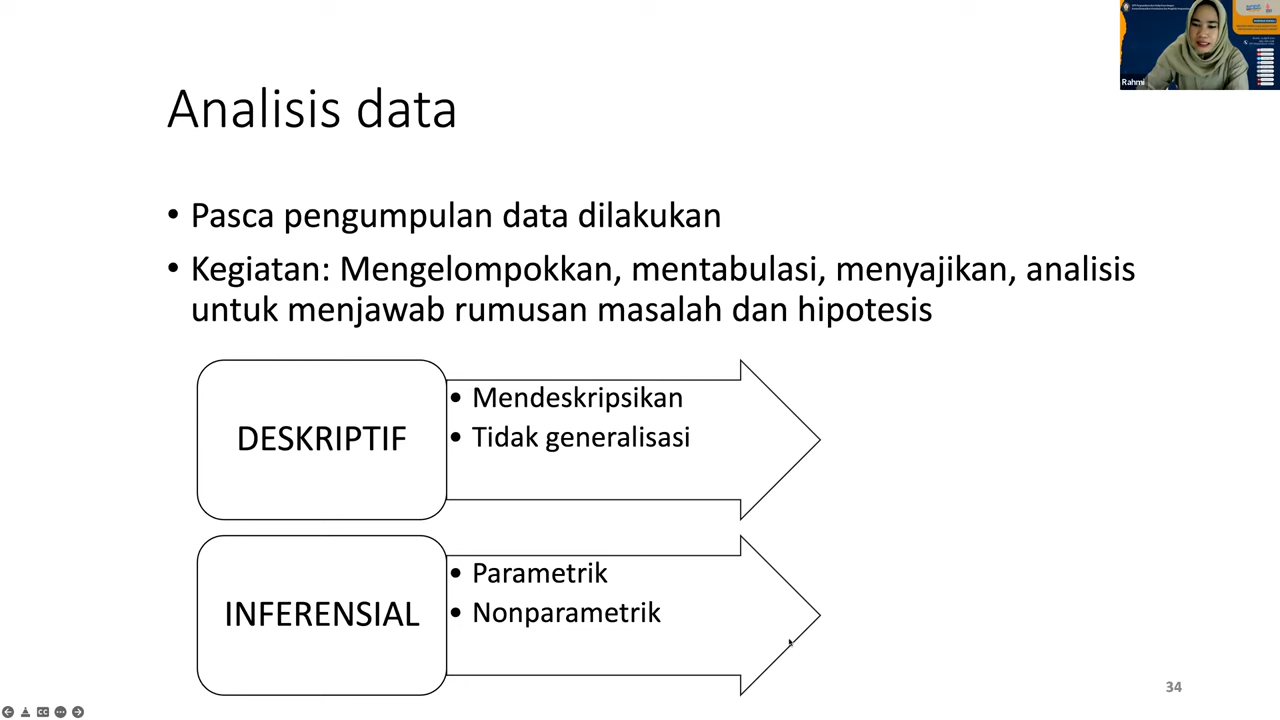 Rahmi
Analisis data
• Pasca pengumpulan data dilakukan
• Kegiatan: Mengelompokkan, mentabulasi, menyajikan, analisis
untuk menjawab rumusan masalah dan hipotesis
DESKRIPTIF
• Mendeskripsikan
• Tidak generalisasi
INFERENSIAL
• Parametrik
• Nonparametrik
34